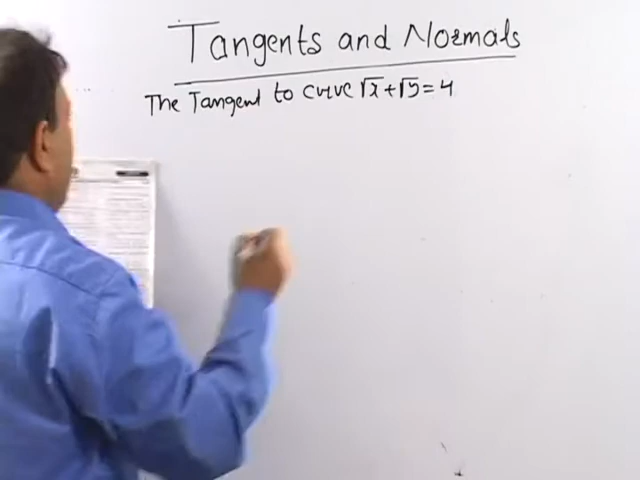 Tangents and Normals
The Tangent to curve √x+√y=4